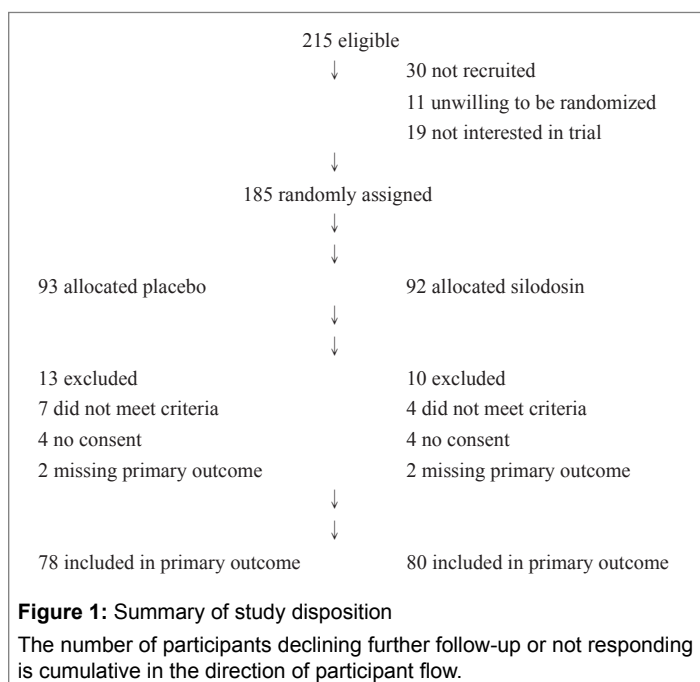 215 eligible
↓
30 not recruited
11 unwilling to be randomized
19 not interested in trial
↓
185 randomly assigned
↓
↓
93 allocated placebo
92 allocated silodosin
↓
↓
13 excluded
10 excluded
7 did not meet criteria
4 did not meet criteria
4 no consent
4 no consent
2 missing primary outcome
2 missing primary outcome
↓
↓
78 included in primary outcome
80 included in primary outcome
Figure 1: Summary of study disposition
The number of participants declining further follow-up or not responding
is cumulative in the direction of participant flow.